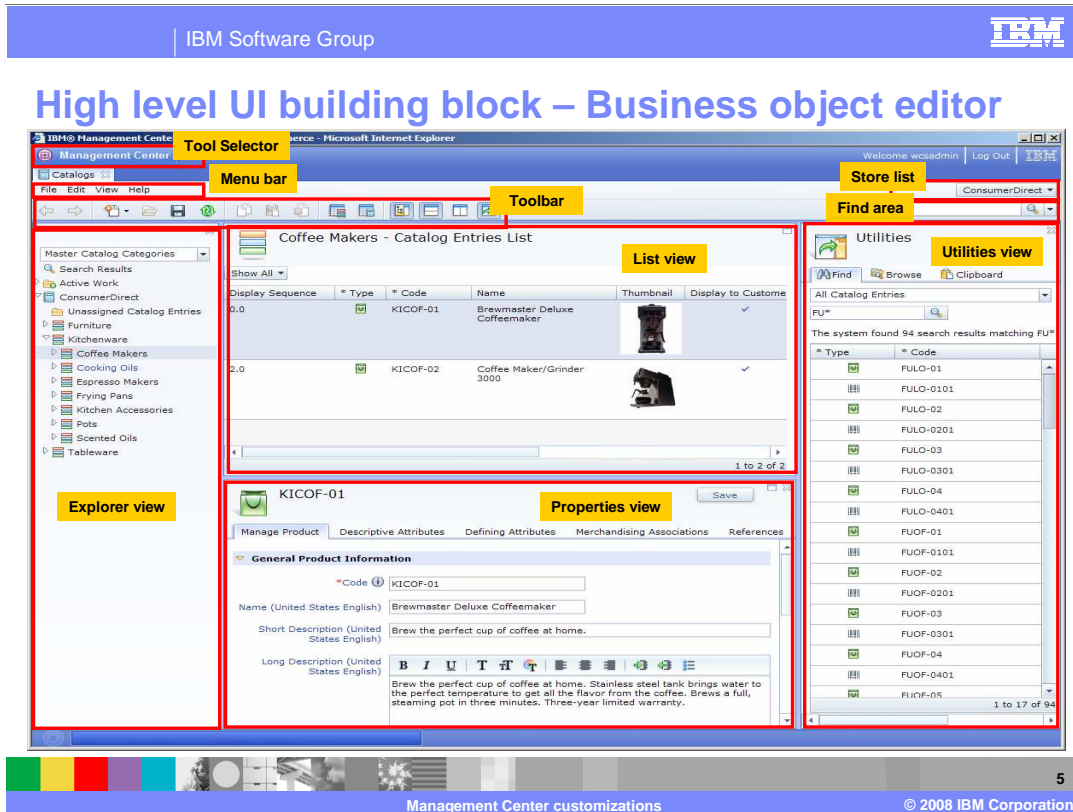 IBM Software Group
IBM
High level UI building block – Business object editor
IBM® Management Cente
erce - Microsoft Internet Explorer
Tool Selector
Management Center
Welcome wcsadmin
Log Out
IBM
Catalogs
Menu bar
Store list
File Edit View Help
ConsumerDirect
Toolbar
Find area
Master Catalog Categories
Search Results
Active Work
ConsumerDirect
Unassigned Catalog Entries
Furniture
Kitchenware
Coffee Makers
Cooking Oils
Espresso Makers
Frying Pans
Kitchen Accessories
Pots
Scented Oils
Tableware
Explorer view
Coffee Makers - Catalog Entries List
List view
Show All
Display Sequence * Type * Code Name Thumbnail Display to Custome
0.0 KICOF-01 Brewmaster Deluxe
Coffeemaker
2.0 KICOF-02 Coffee Maker/Grinder
3000
1 to 2 of 2
KICOF-01
Properties view
Save
Manage Product Descriptive Attributes Defining Attributes Merchandising Associations References
General Product Information
*Code KICOF-01
Name (United States English) Brewmaster Deluxe Coffeemaker
Short Description (United
States English)
Brew the perfect cup of coffee at home.
Long Description (United
States English)
B I U T T T
Brew the perfect cup of coffee at home. Stainless steel tank brings water to
the perfect temperature to get all the flavor from the coffee. Brews a full,
steaming pot in three minutes. Three-year limited warranty.
Utilities
Utilities view
Find Browse Clipboard
All Catalog Entries
FU*
The system found 94 search results matching FU*
* Type * Code
FULO-01
FULO-0101
FULO-02
FULO-0201
FULO-03
FULO-0301
FULO-04
FULO-0401
FUOF-01
FUOF-0101
FUOF-02
FUOF-0201
FUOF-03
FUOF-0301
FUOF-04
FUOF-0401
FUOF-05
1 to 17 of 94
5
Management Center customizations
© 2008 IBM Corporation